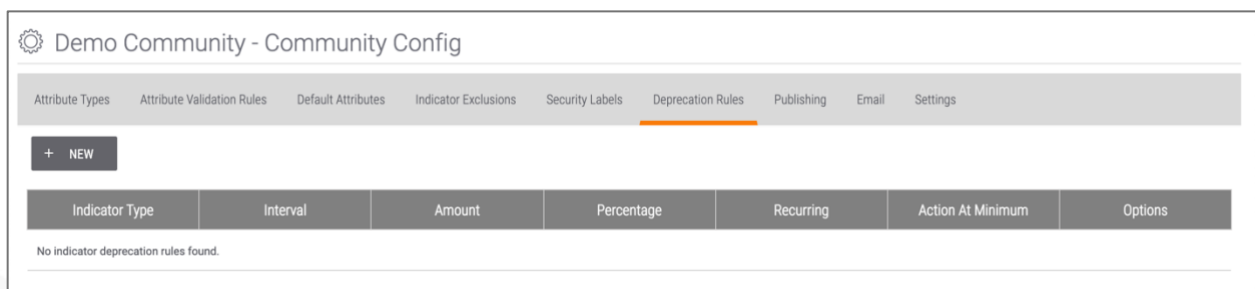 Demo Community - Community Config
Attribute Types Attribute Validation Rules Default Attributes Indicator Exclusions Security Labels Deprecation Rules Publishing Email Settings
+ NEW
Indicator Type Interval Amount Percentage Recurring Action At Minimum Options
No indicator deprecation rules found.